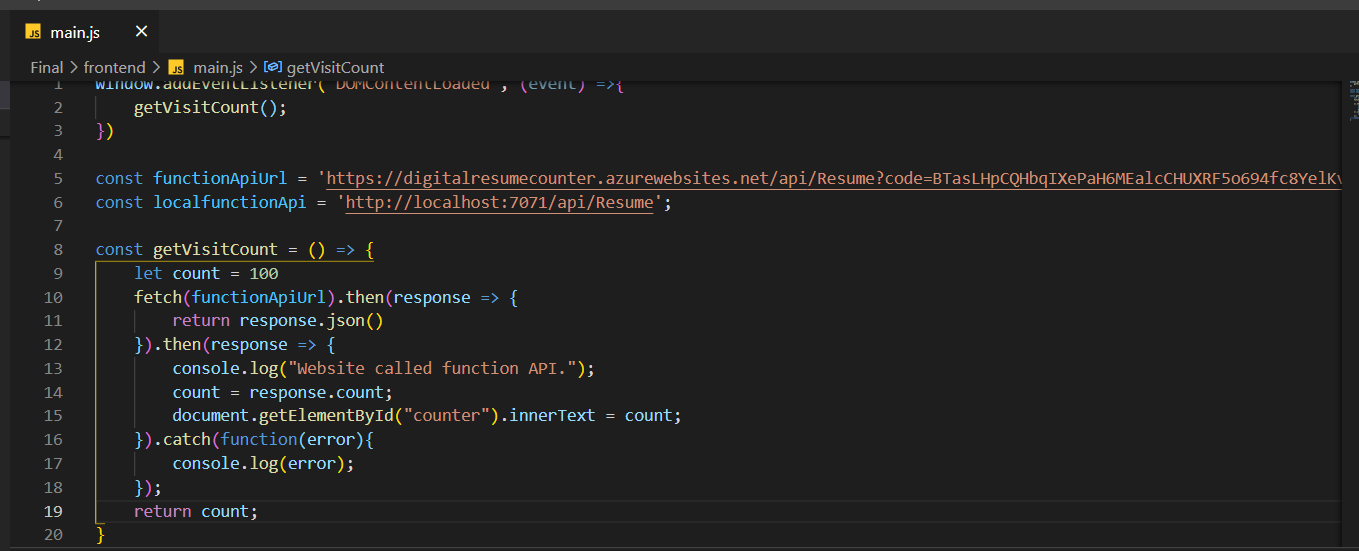 JS main.js ×
Final > frontend > JS main.js > getVisitCount
1 window.addEventListener('DOMContentLoaded', (event) =>{
2     getVisitCount();
3 })
4
5 const functionApiUrl = 'https://digitalresumecounter.azurewebsites.net/api/Resume?code=BTasLHpCQHbqIXePaH6MEalcCHUXRF5o694fc8YelKv
6 const localfunctionApi = 'http://localhost:7071/api/Resume';
7
8 const getVisitCount = () => {
9     let count = 100
10     fetch(functionApiUrl).then(response => {
11         return response.json()
12     }).then(response => {
13         console.log("Website called function API.");
14         count = response.count;
15         document.getElementById("counter").innerText = count;
16     }).catch(function(error){
17         console.log(error);
18     });
19     return count;
20 }